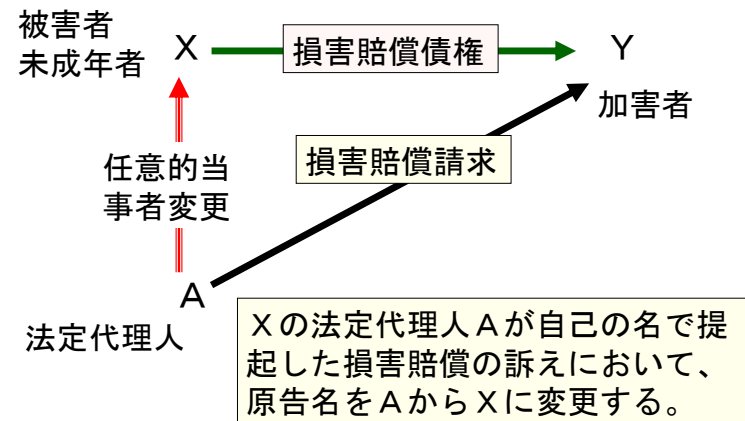 被害者
未成年者
X
損害賠償債権
Y
加害者
任意的当
事者変更
損害賠償請求
A
法定代理人
Xの法定代理人Aが自己の名で提
起した損害賠償の訴えにおいて、
原告名をAからXに変更する。